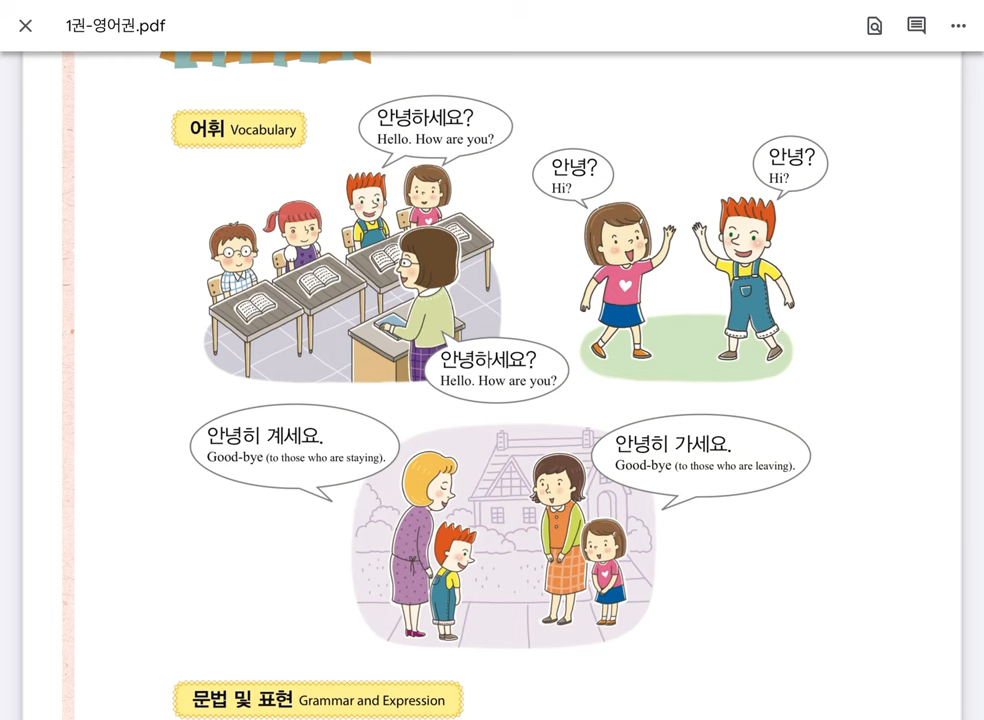 1권-영어권.pdf
어휘 Vocabulary
안녕하세요?
Hello. How are you?
안녕?
Hi?
안녕?
Hi?
안녕하세요?
Hello. How are you?
안녕히 계세요.
Good-bye (to those who are staying).
안녕히 가세요.
Good-bye (to those who are leaving).
문법 및 표현 Grammar and Expression